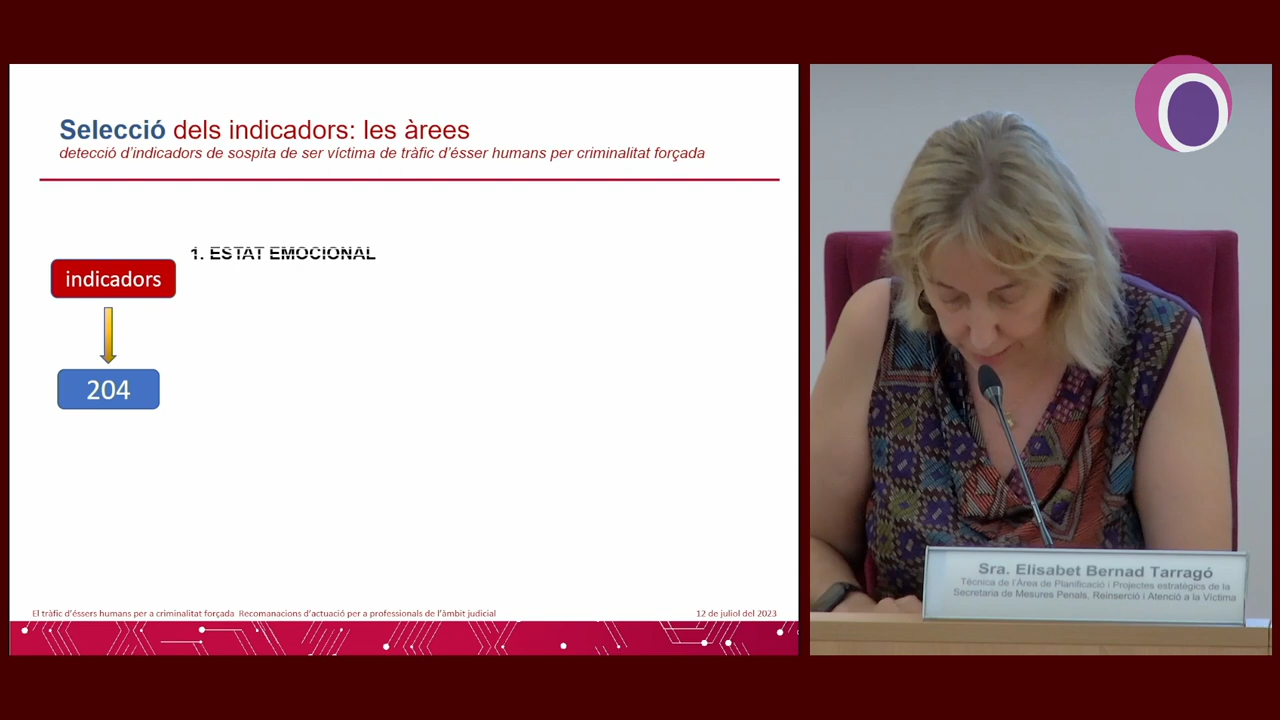 Selecció dels indicadors: les àrees
detecció d'indicadors de sospita de ser víctima de tràfic d'ésser humans per criminalitat forçada
1. ESTAT EMOCIONAL
indicadors
204
El tràfic d'éssers humans per a criminalitat forçada Recomanacions d'actuació per a professionals de l'àmbit judicial
12 de juliol del 2023
Sra. Elisabet Bernad Tarragó
Tècnica de l'Àrea de Planificació i Projectes estratègics de la
Secretaria de Mesures Penals, Reinserció i Atenció a la Víctima